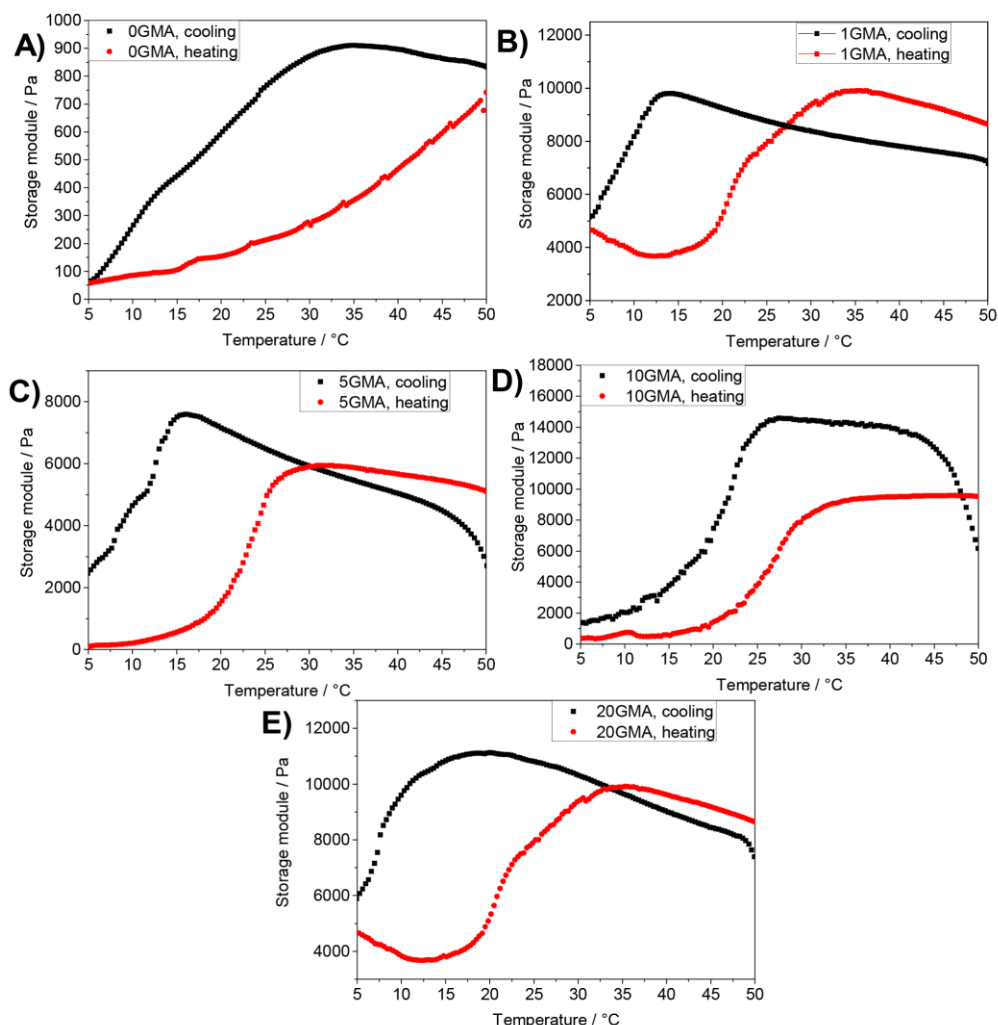 A)
0GMA, cooling
0GMA, heating
Storage module / Pa
1000
900
800
700
600
500
400
300
200
100
0
5 10 15 20 25 30 35 40 45 50
Temperature / °C
B)
1GMA, cooling
1GMA, heating
Storage module / Pa
12000
10000
8000
6000
4000
2000
5 10 15 20 25 30 35 40 45 50
Temperature / °C
C)
5GMA, cooling
5GMA, heating
Storage module / Pa
8000
6000
4000
2000
0
5 10 15 20 25 30 35 40 45 50
Temperature / °C
D)
10GMA, cooling
10GMA, heating
Storage module / Pa
18000
16000
14000
12000
10000
8000
6000
4000
2000
0
5 10 15 20 25 30 35 40 45 50
Temperature / °C
E)
20GMA, cooling
20GMA, heating
Storage module / Pa
12000
10000
8000
6000
4000
5 10 15 20 25 30 35 40 45 50
Temperature / °C